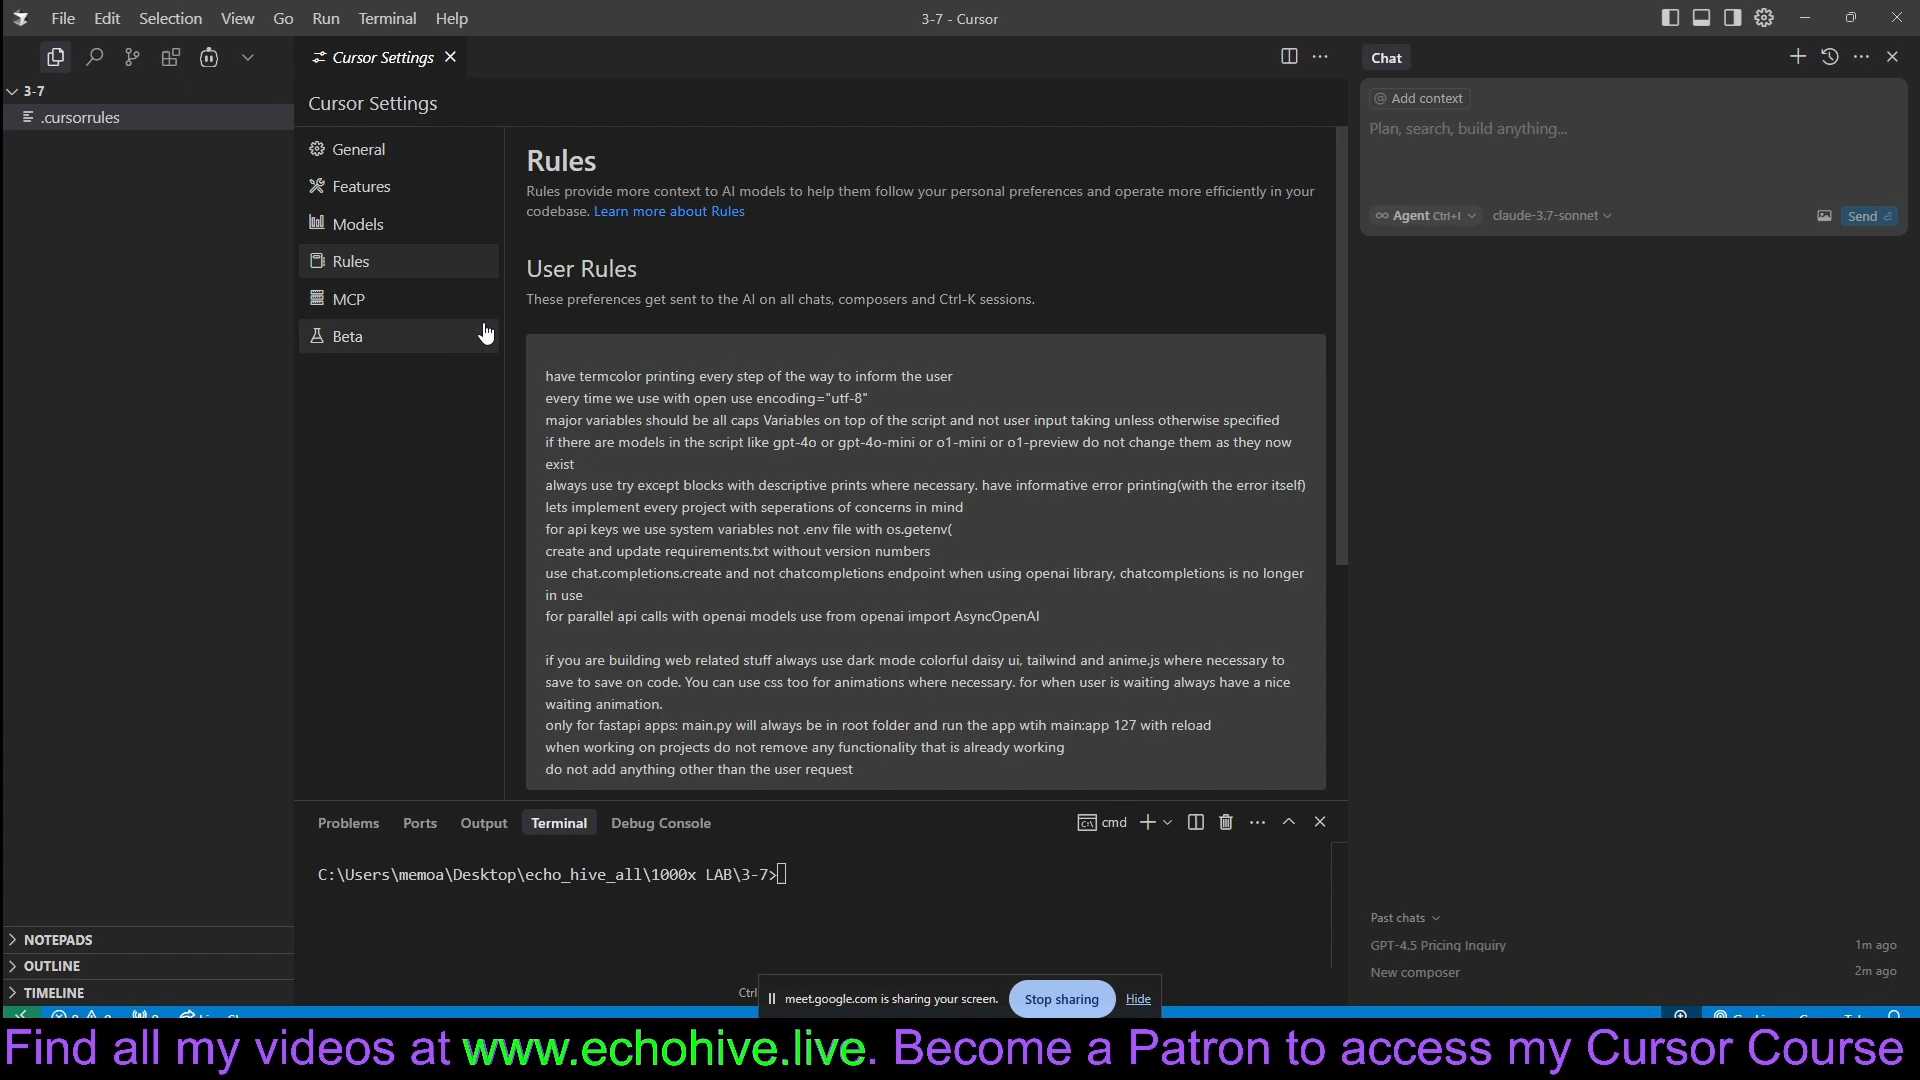 File Edit Selection View Go Run Terminal Help
3-7 - Cursor
Cursor Settings
Chat
3-7
.cursorrules
Cursor Settings
General
Features
Models
Rules
MCP
Beta
Rules
Rules provide more context to AI models to help them follow your personal preferences and operate more efficiently in your
codebase. Learn more about Rules
User Rules
These preferences get sent to the AI on all chats, composers and Ctrl-K sessions.
have termcolor printing every step of the way to inform the user
every time we use with open use encoding="utf-8"
major variables should be all caps Variables on top of the script and not user input taking unless otherwise specified
if there are models in the script like gpt-4o or gpt-4o-mini or o1-mini or o1-preview do not change them as they now
exist
always use try except blocks with descriptive prints where necessary. have informative error printing(with the error itself)
lets implement every project with seperations of concerns in mind
for api keys we use system variables not .env file with os.getenv(
create and update requirements.txt without version numbers
use chat.completions.create and not chatcompletions endpoint when using openai library, chatcompletions is no longer
in use
for parallel api calls with openai models use from openai import AsyncOpenAI
if you are building web related stuff always use dark mode colorful daisy ui, tailwind and anime.js where necessary to
save to save on code. You can use css too for animations where necessary. for when user is waiting always have a nice
waiting animation.
only for fastapi apps: main.py will always be in root folder and run the app wtih main:app 127 with reload
when working on projects do not remove any functionality that is already working
do not add anything other than the user request
@ Add context
Plan, search, build anything...
∞ Agent Ctrl+I claude-3.7-sonnet Send
Past chats
GPT-4.5 Pricing Inquiry 1m ago
New composer 2m ago
Problems Ports Output Terminal Debug Console
cmd
C:\Users\memoa\Desktop\echo_hive_all\1000x LAB\3-7>
NOTEPADS
OUTLINE
TIMELINE
Ctrl
meet.google.com is sharing your screen. Stop sharing Hide
Find all my videos at www.echohive.live. Become a Patron to access my Cursor Course